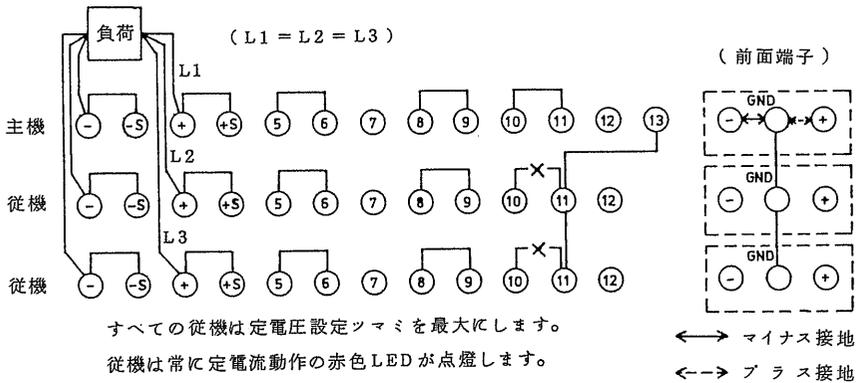 負荷
(L1=L2=L3)
(前面端子)
L1
主機 - -S + +S 5 6 7 8 9 10 11 12 13
GND
- +
L2
従機 - -S + +S 5 6 7 8 9 10 11 12
GND
- +
L3
従機 - -S + +S 5 6 7 8 9 10 11 12
GND
- +
すべての従機は定電圧設定ツマミを最大にします。
従機は常に定電流動作の赤色LEDが点燈します。
マイナス接地
プラス接地